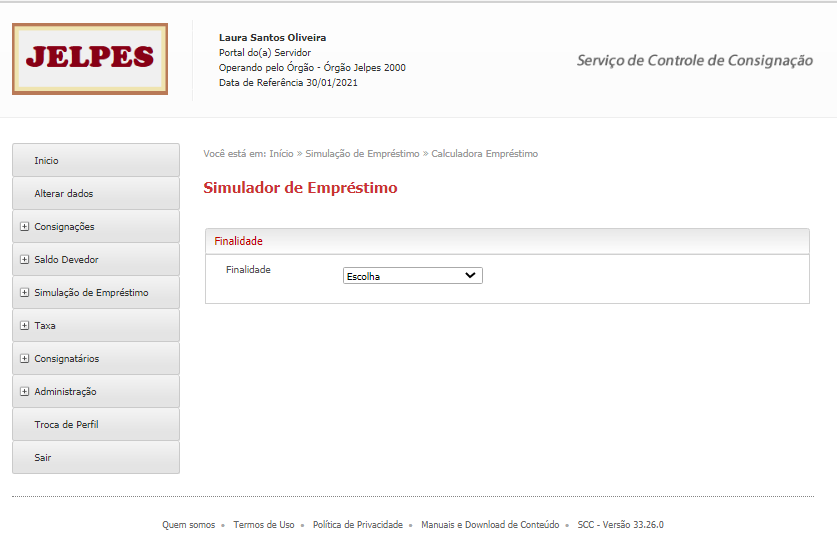 JELPES
Laura Santos Oliveira
Portal do(a) Servidor
Operando pelo Órgão - Órgão Jelpes 2000
Data de Referência 30/01/2021
Serviço de Controle de Consignação
Inicio
Alterar dados
Consignações
Saldo Devedor
Simulação de Empréstimo
Taxa
Consignatários
Administração
Troca de Perfil
Sair
Você está em: Início » Simulação de Empréstimo » Calculadora Empréstimo
Simulador de Empréstimo
Finalidade
Finalidade Escolha
Quem somos • Termos de Uso • Política de Privacidade • Manuais e Download de Conteúdo • SCC - Versão 33.26.0